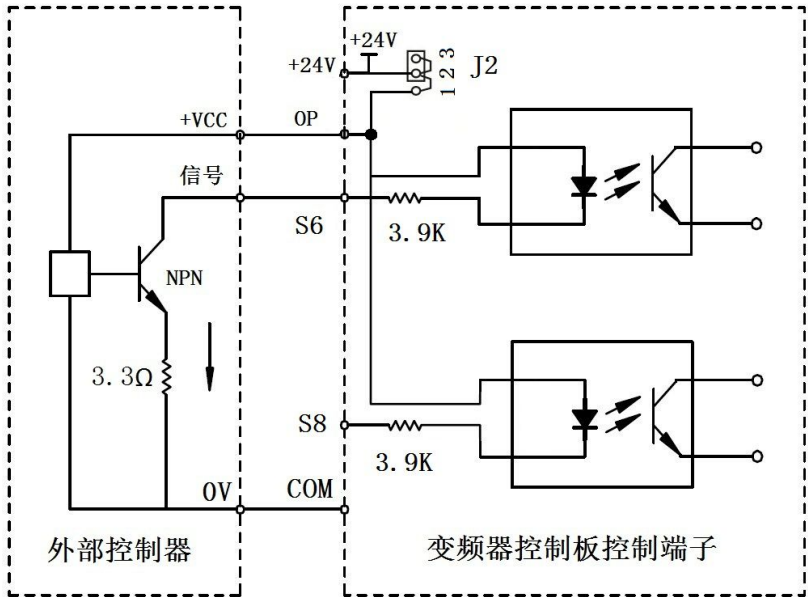 +24V
+24V
1 2 3
J2
+VCC
OP
信号
S6
3.9K
NPN
3.3Ω
S8
3.9K
0V
COM
外部控制器
变频器控制板控制端子